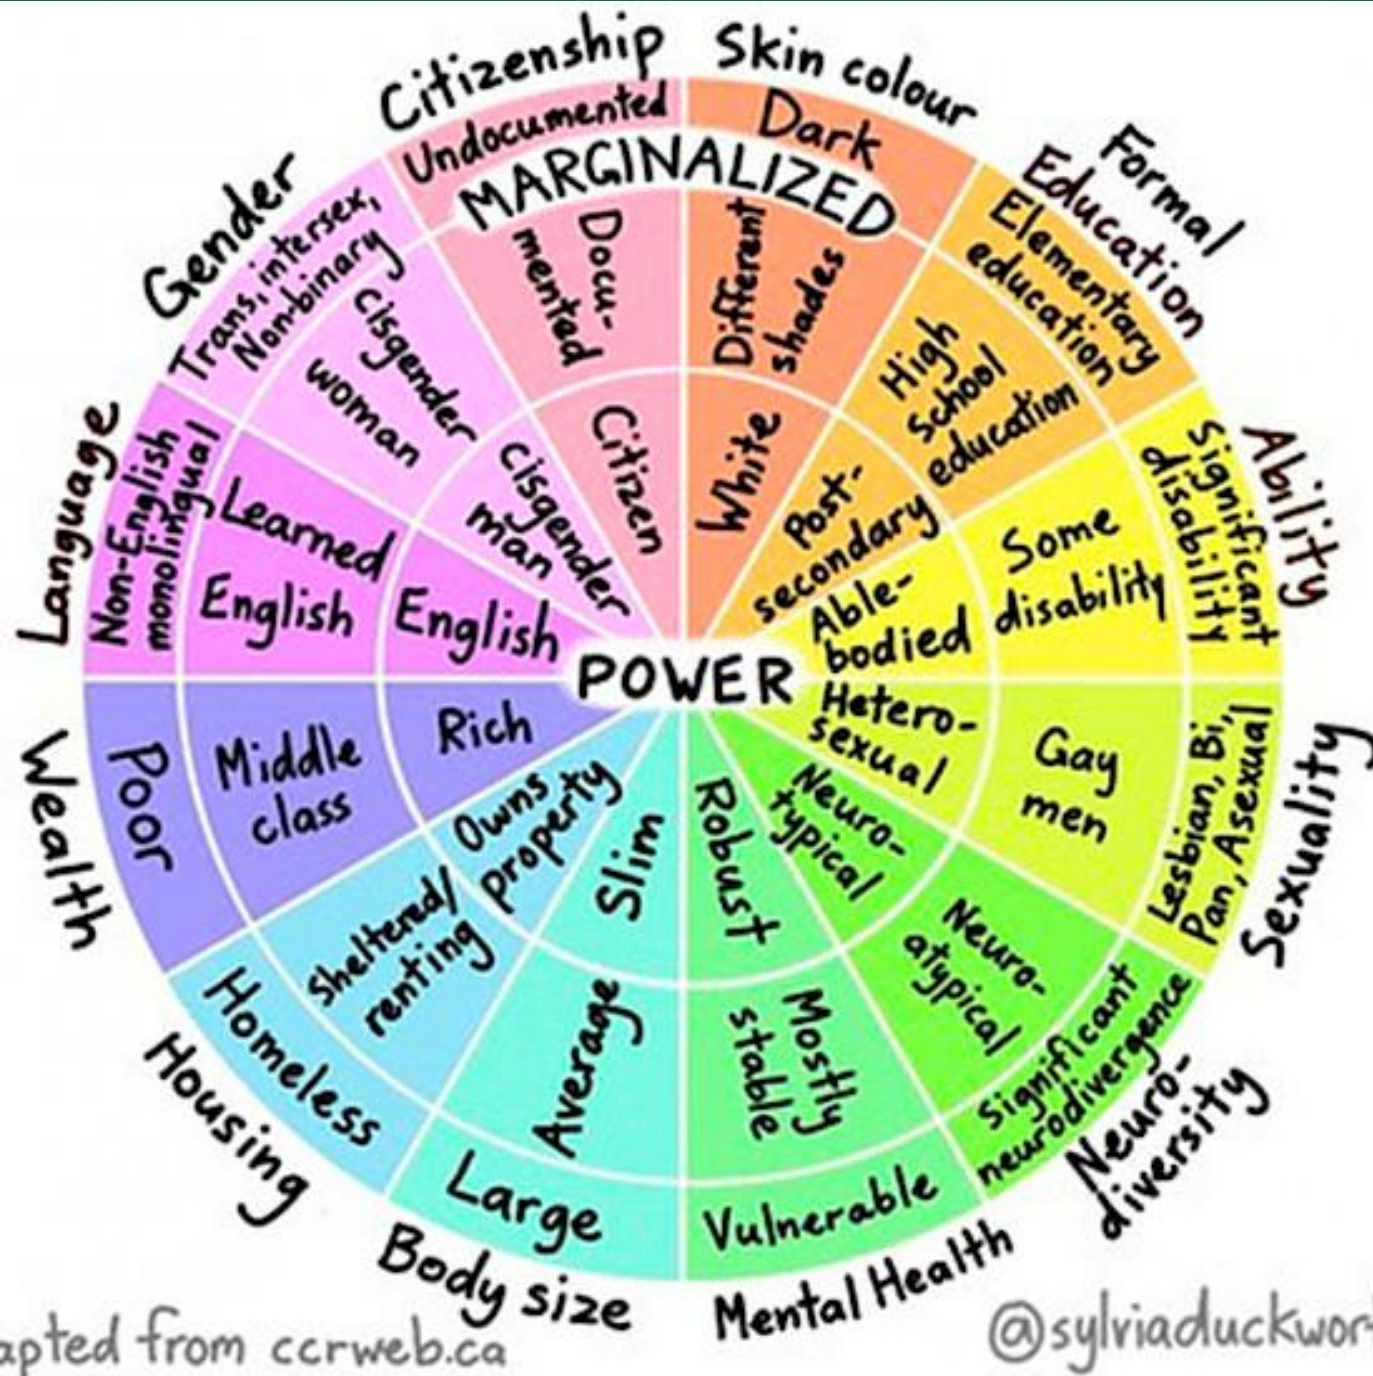 Citizenship
Undocumented
Docu-
mented
Citizen
Skin colour
Dark
Different
shades
White
Formal
Education
Elementary
education
High
school
education
Post-
secondary
Ability
Significant
disability
Some
disability
Able-
bodied
Sexuality
Lesbian, Bi,
Pan, Asexual
Gay
men
Hetero-
sexual
Neuro-
diversity
Significant
neurodivergence
Neuro-
atypical
Neuro-
typical
Mental Health
Vulnerable
Mostly
stable
Robust
Body size
Large
Average
Slim
Housing
Homeless
Sheltered/
renting
Owns
property
Wealth
Poor
Middle
class
Rich
Language
Non-English
monolingual
Learned
English
English
Gender
Trans, intersex,
Non-binary
cisgender
woman
cisgender
man
MARGINALIZED
POWER
apted from ccrweb.ca
@sylviaduckwor